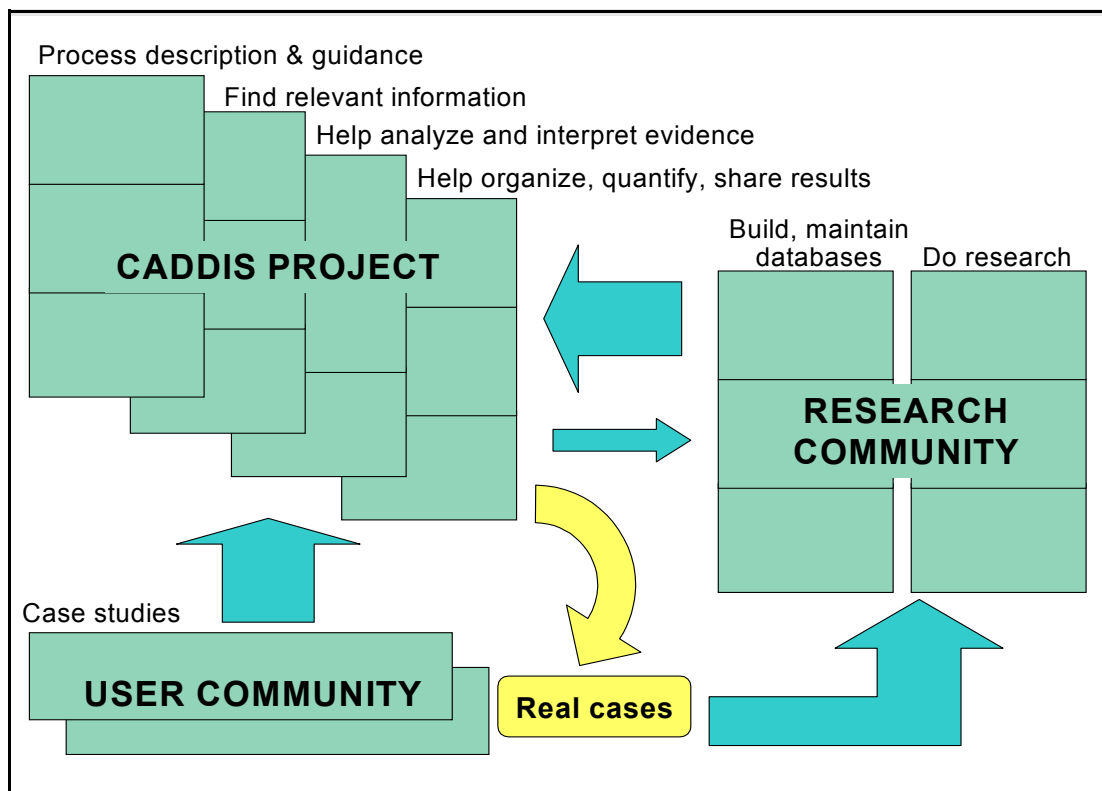 Process description & guidance
Find relevant information
Help analyze and interpret evidence
Help organize, quantify, share results
CADDIS PROJECT
Build, maintain
databases
Do research
RESEARCH
COMMUNITY
Case studies
USER COMMUNITY
Real cases